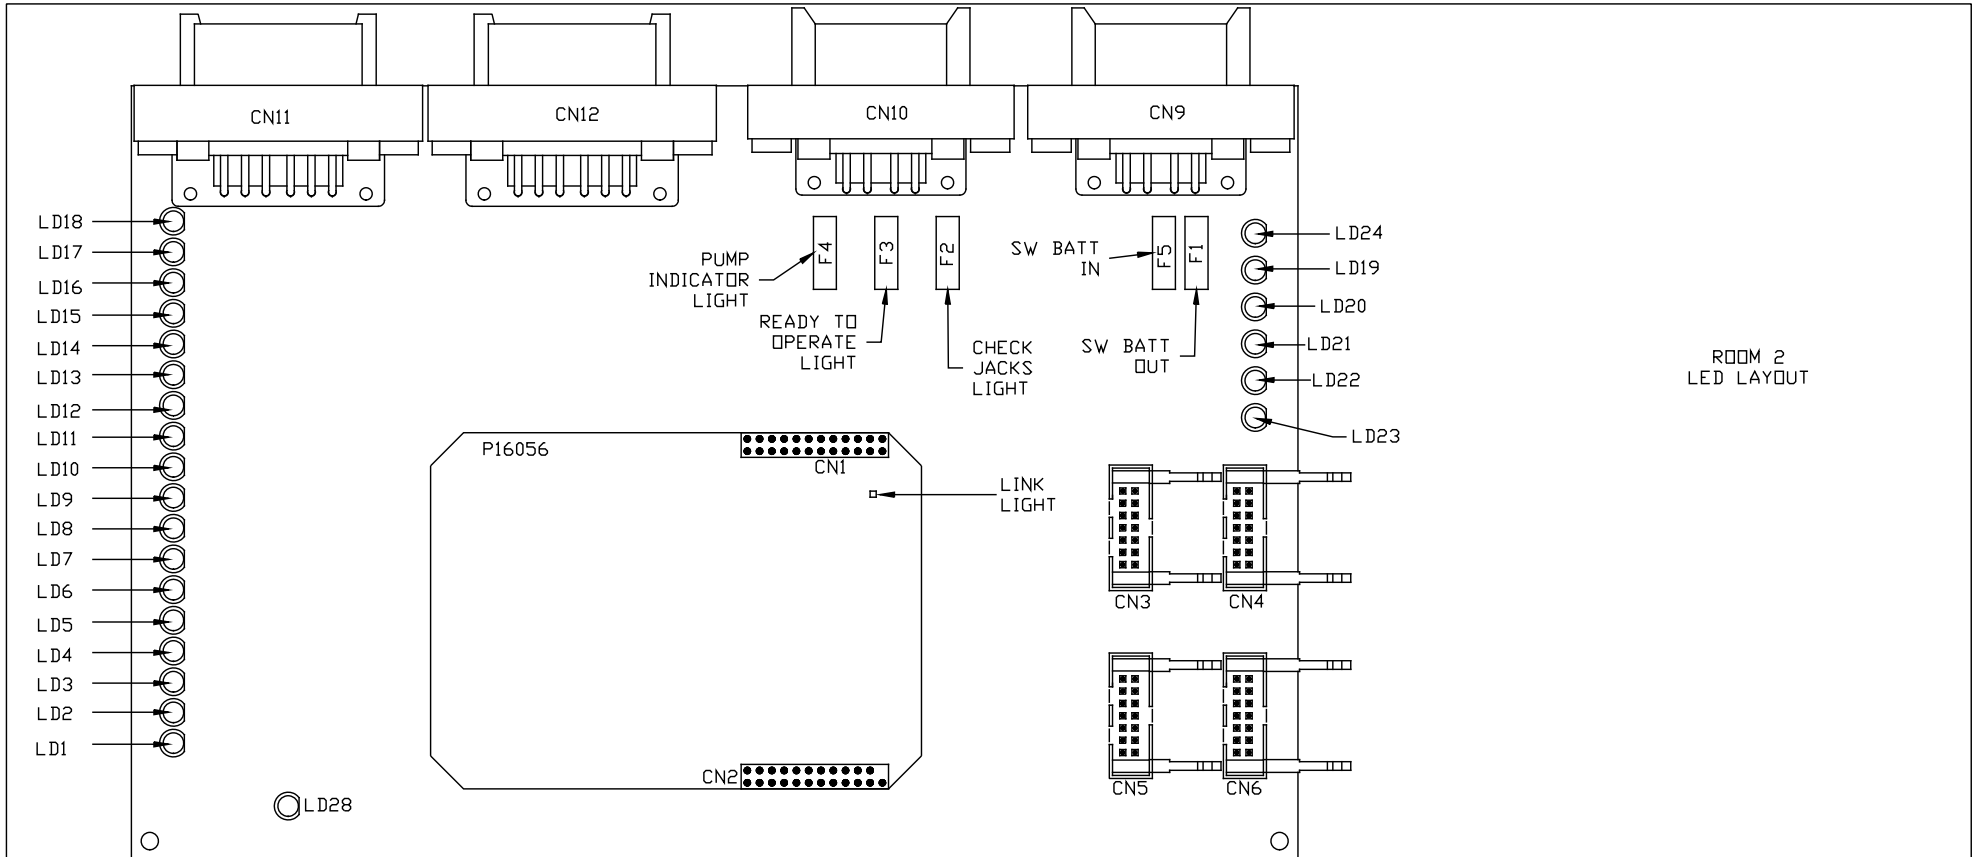 CN11
CN12
CN10
CN9
LD18
LD17
LD16
LD15
LD14
LD13
LD12
LD11
LD10
LD9
LD8
LD7
LD6
LD5
LD4
LD3
LD2
LD1
LD28
F4
F3
F2
F5
F1
PUMP
INDICATOR
LIGHT
READY TO
OPERATE
LIGHT
CHECK
JACKS
LIGHT
SW BATT
IN
SW BATT
OUT
LD24
LD19
LD20
LD21
LD22
LD23
ROOM 2
LED LAYOUT
P16056
CN1
LINK
LIGHT
CN2
CN3
CN4
CN5
CN6